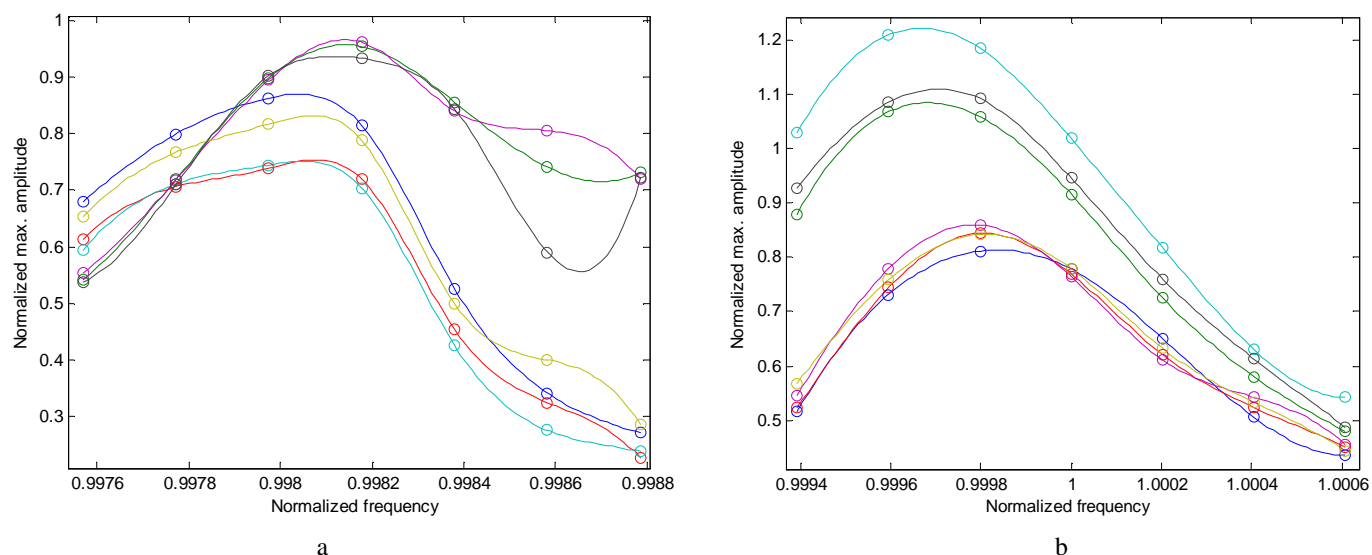 1
0.9
0.8
0.7
0.6
0.5
0.4
0.3
Normalized max. amplitude
0.9976 0.9978 0.998 0.9982 0.9984 0.9986 0.9988
Normalized frequency
a
1.2
1.1
1
0.9
0.8
0.7
0.6
0.5
Normalized max. amplitude
0.9994 0.9996 0.9998 1 1.0002 1.0004 1.0006
Normalized frequency
b